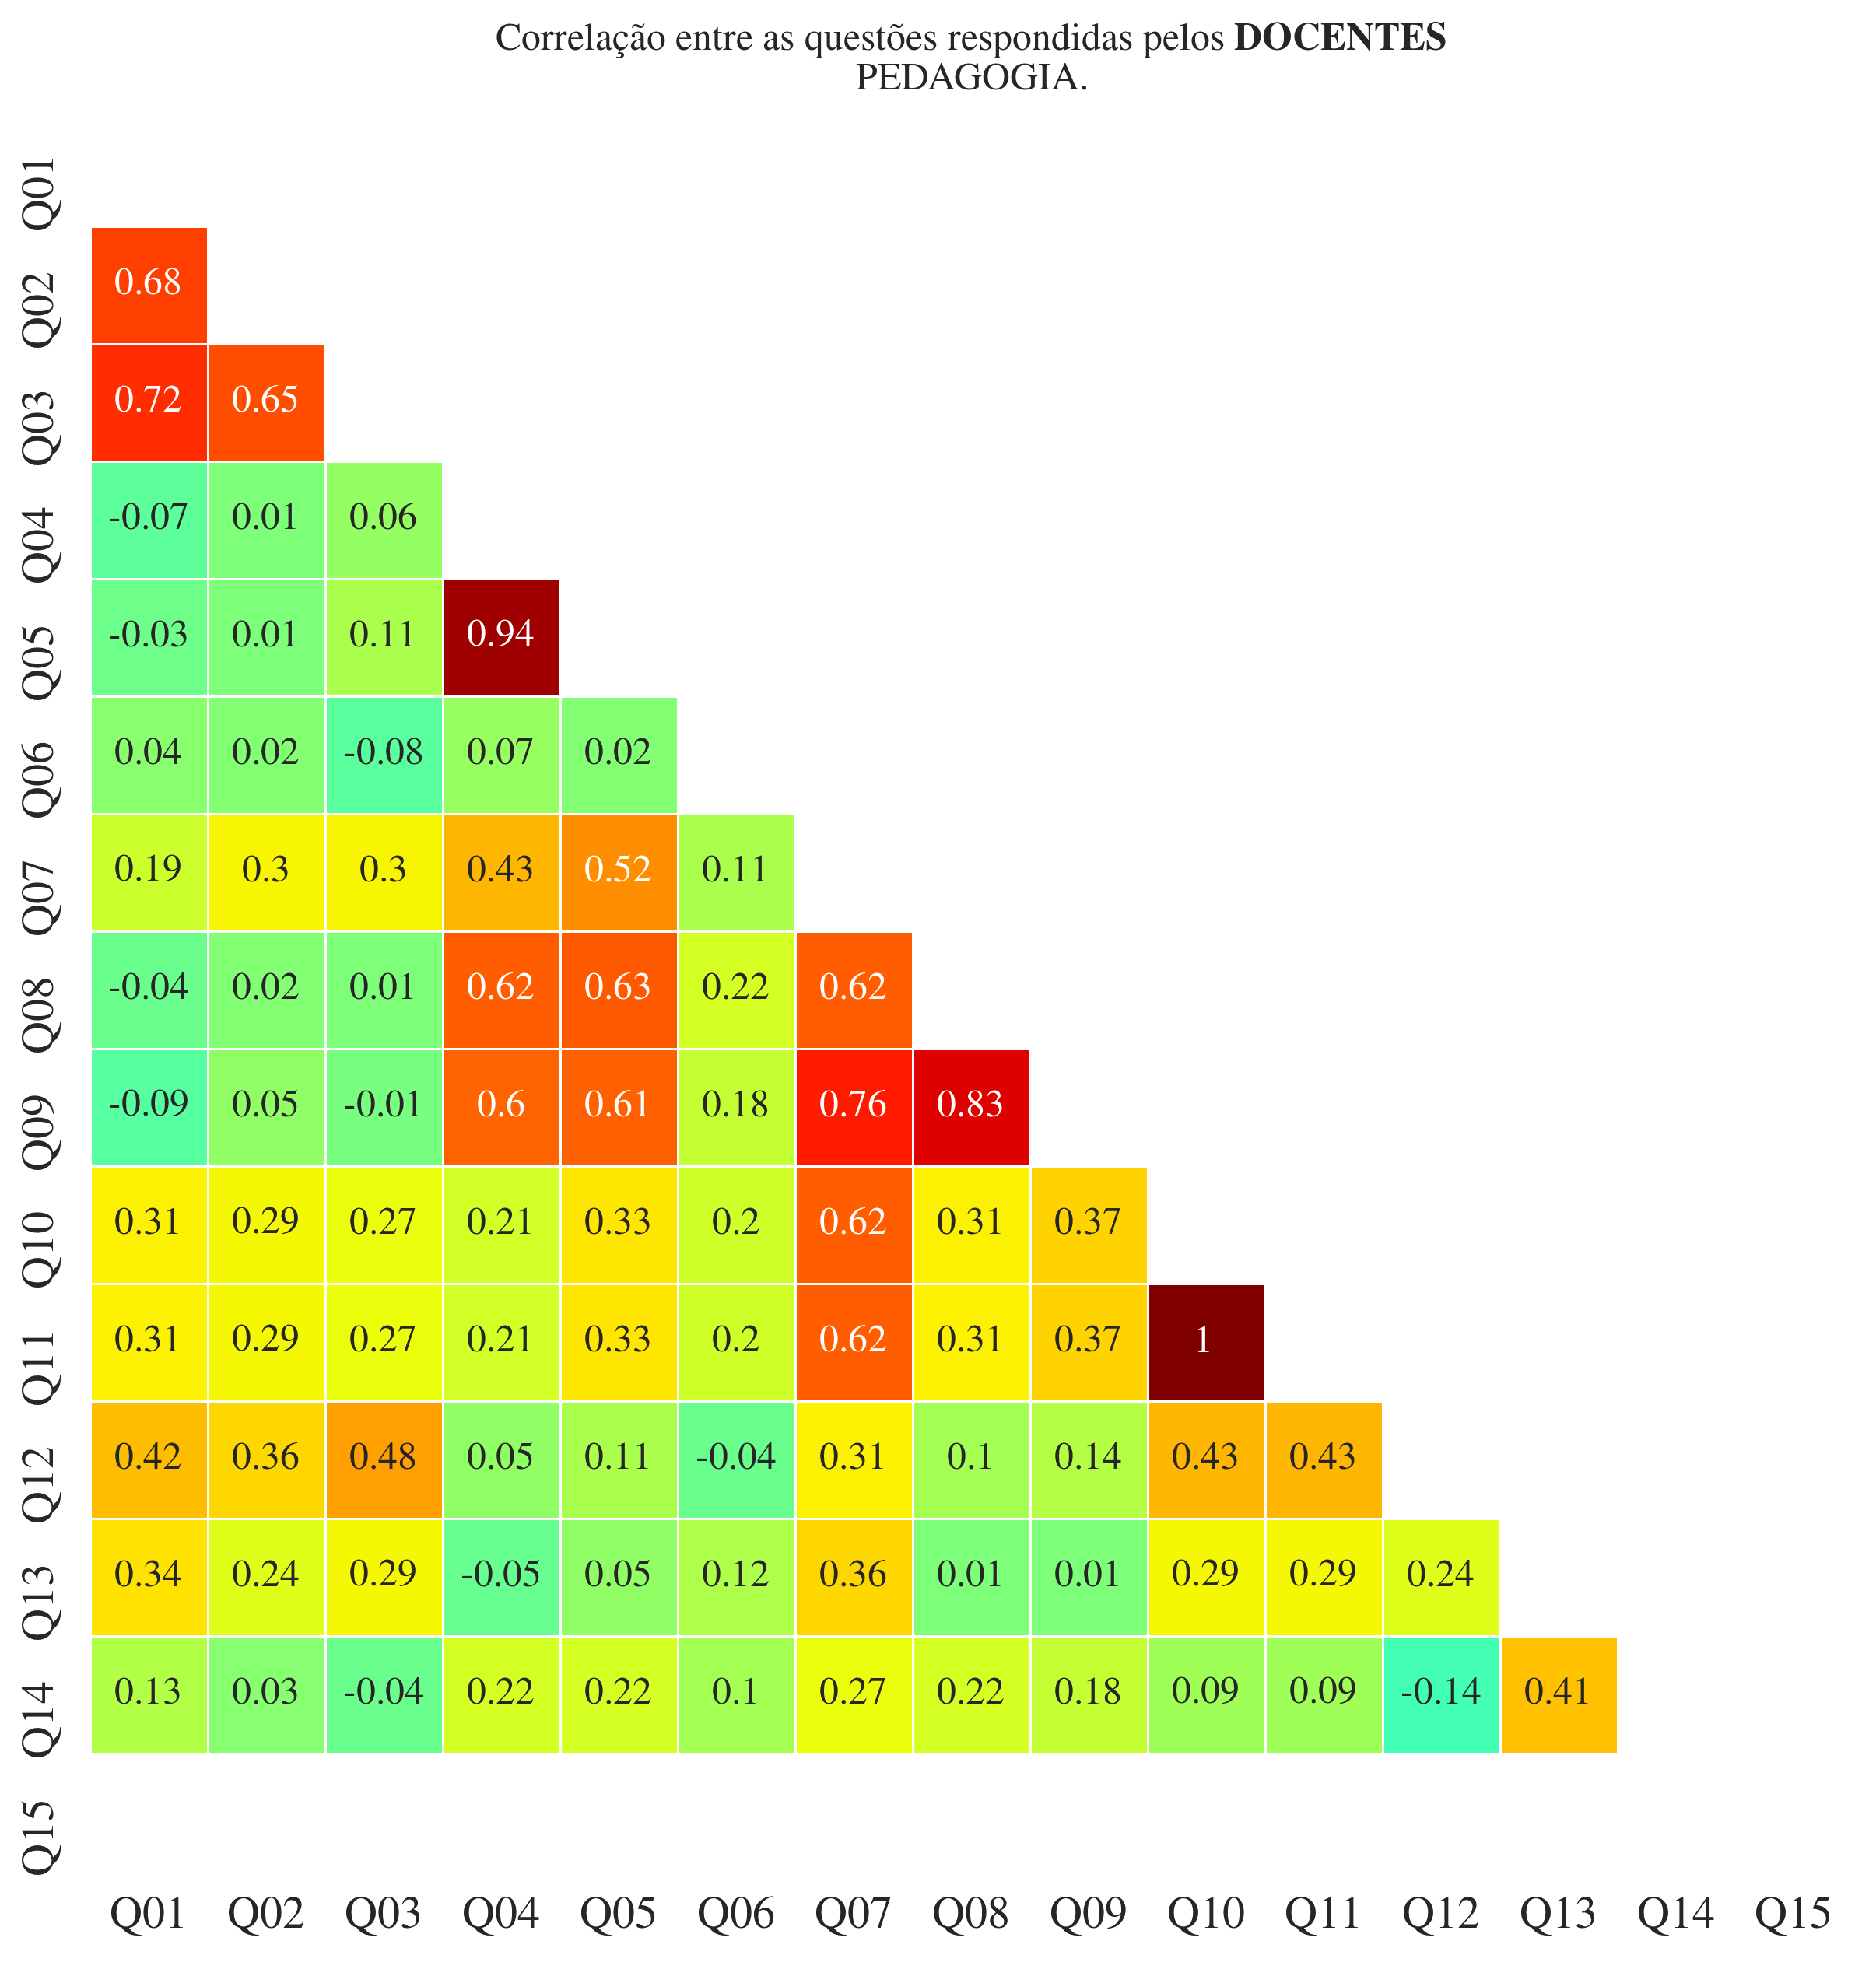 Correlação entre as questões respondidas pelos DOCENTES
PEDAGOGIA.
Q01
Q02 0.68
Q03 0.72 0.65
Q04 -0.07 0.01 0.06
Q05 -0.03 0.01 0.11 0.94
Q06 0.04 0.02 -0.08 0.07 0.02
Q07 0.19 0.3 0.3 0.43 0.52 0.11
Q08 -0.04 0.02 0.01 0.62 0.63 0.22 0.62
Q09 -0.09 0.05 -0.01 0.6 0.61 0.18 0.76 0.83
Q10 0.31 0.29 0.27 0.21 0.33 0.2 0.62 0.31 0.37
Q11 0.31 0.29 0.27 0.21 0.33 0.2 0.62 0.31 0.37 1
Q12 0.42 0.36 0.48 0.05 0.11 -0.04 0.31 0.1 0.14 0.43 0.43
Q13 0.34 0.24 0.29 -0.05 0.05 0.12 0.36 0.01 0.01 0.29 0.29 0.24
Q14 0.13 0.03 -0.04 0.22 0.22 0.1 0.27 0.22 0.18 0.09 0.09 -0.14 0.41
Q15
Q01 Q02 Q03 Q04 Q05 Q06 Q07 Q08 Q09 Q10 Q11 Q12 Q13 Q14 Q15